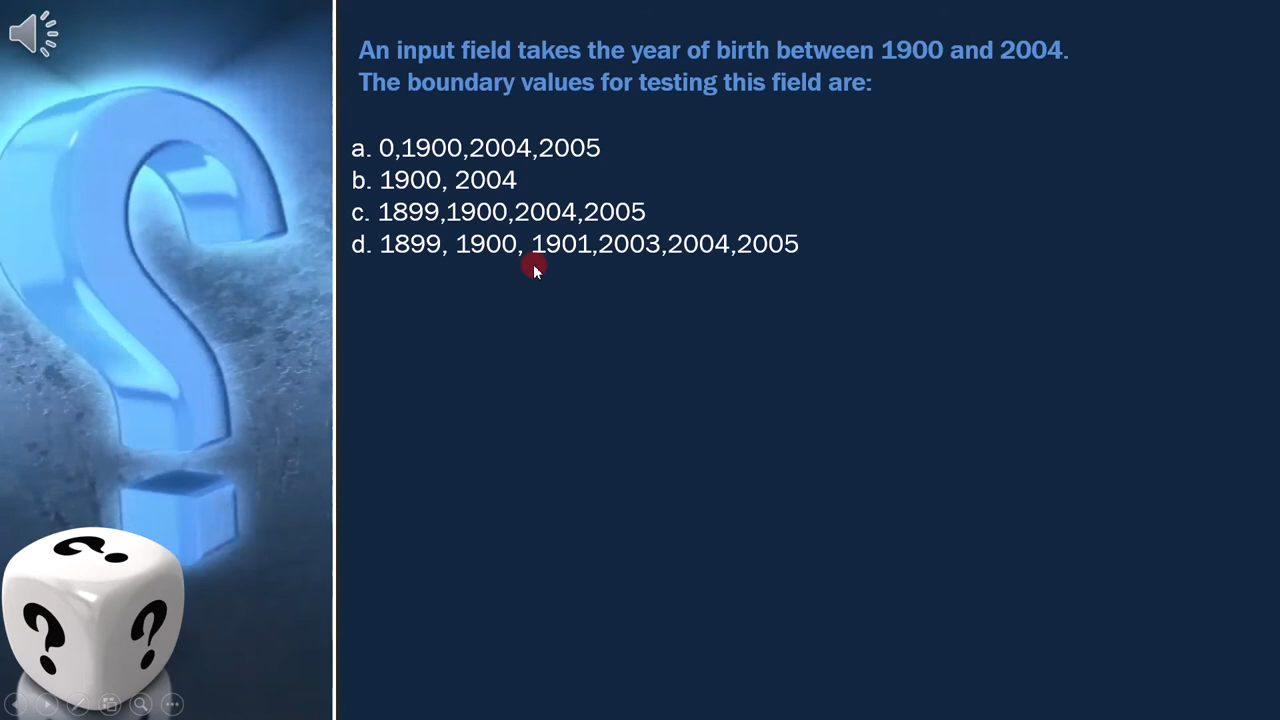 An input field takes the year of birth between 1900 and 2004.
The boundary values for testing this field are:
a. 0,1900,2004,2005
b. 1900, 2004
c. 1899,1900,2004,2005
d. 1899, 1900, 1901,2003,2004,2005